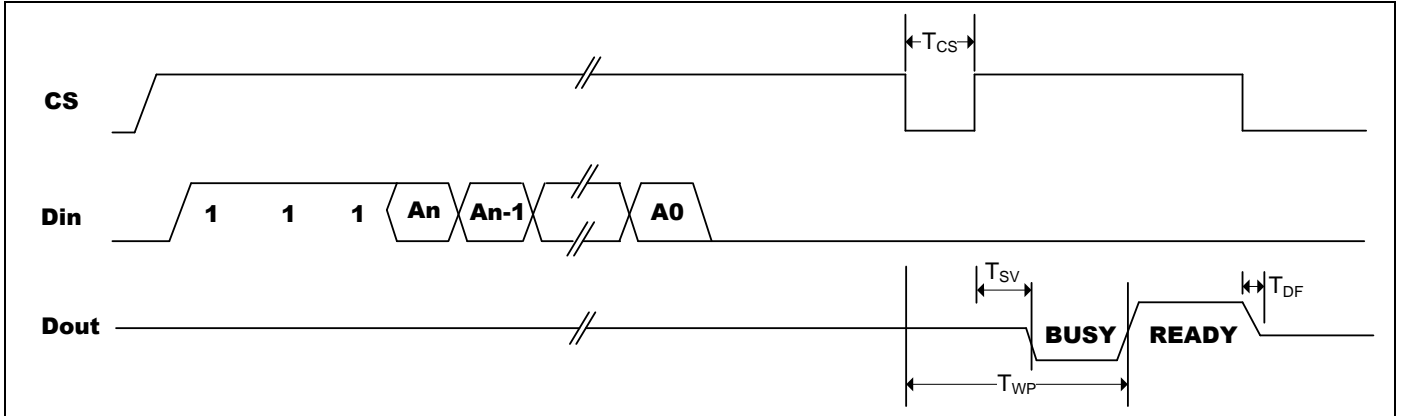 TCS
CS
Din 1 1 1 An An-1 A0
TSV
TDF
Dout BUSY READY
TWP